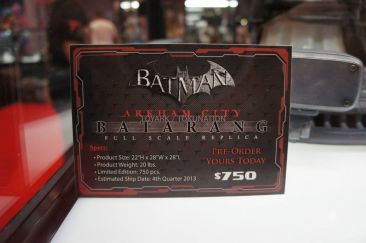 BATMAN
ARKHAM CITY
TOYARK / TOKUNATION
BATARANG
FULL SCALE REPLICA
Specs:
• Product Size: 22"H x 28"W x 28"L
• Product Weight: 20 lbs.
• Limited Edition: 750 pcs.
• Estimated Ship Date: 4th Quarter 2013
PRE-ORDER
YOURS TODAY
$750